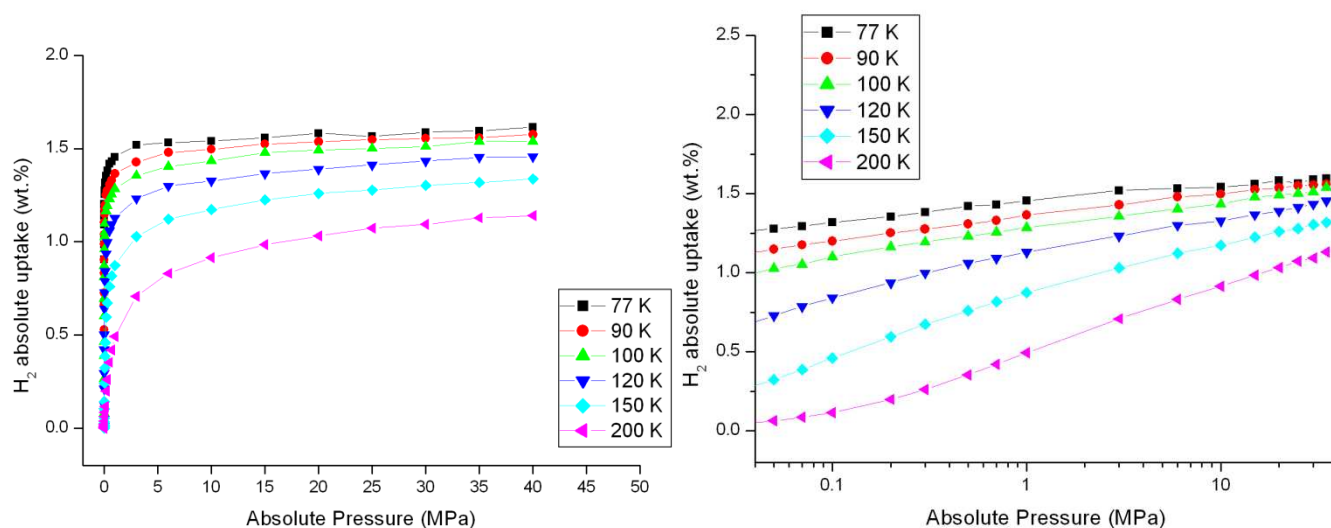 2.0
1.5
1.0
0.5
0.0
H₂ absolute uptake (wt.%)
0 5 10 15 20 25 30 35 40 45 50
Absolute Pressure (MPa)
77 K
90 K
100 K
120 K
150 K
200 K
2.5
2.0
1.5
1.0
0.5
0.0
H₂ absolute uptake (wt.%)
0.1 1 10
Absolute Pressure (MPa)
77 K
90 K
100 K
120 K
150 K
200 K